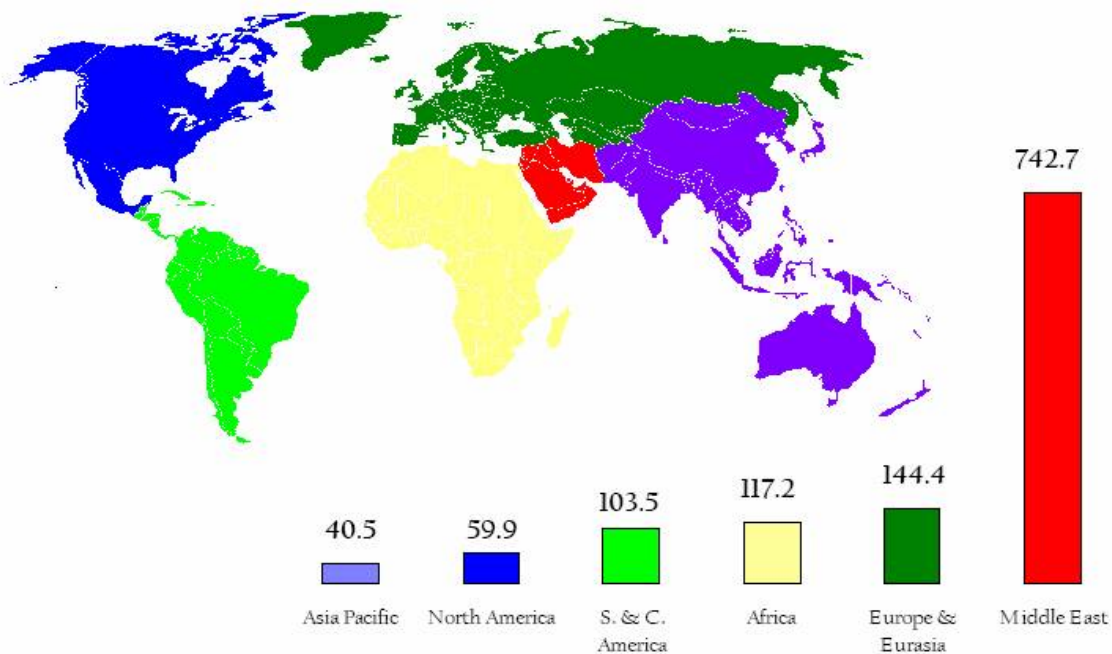 742.7
144.4
117.2
103.5
59.9
40.5
Asia Pacific
North America
S. & C.
America
Africa
Europe &
Eurasia
Middle East